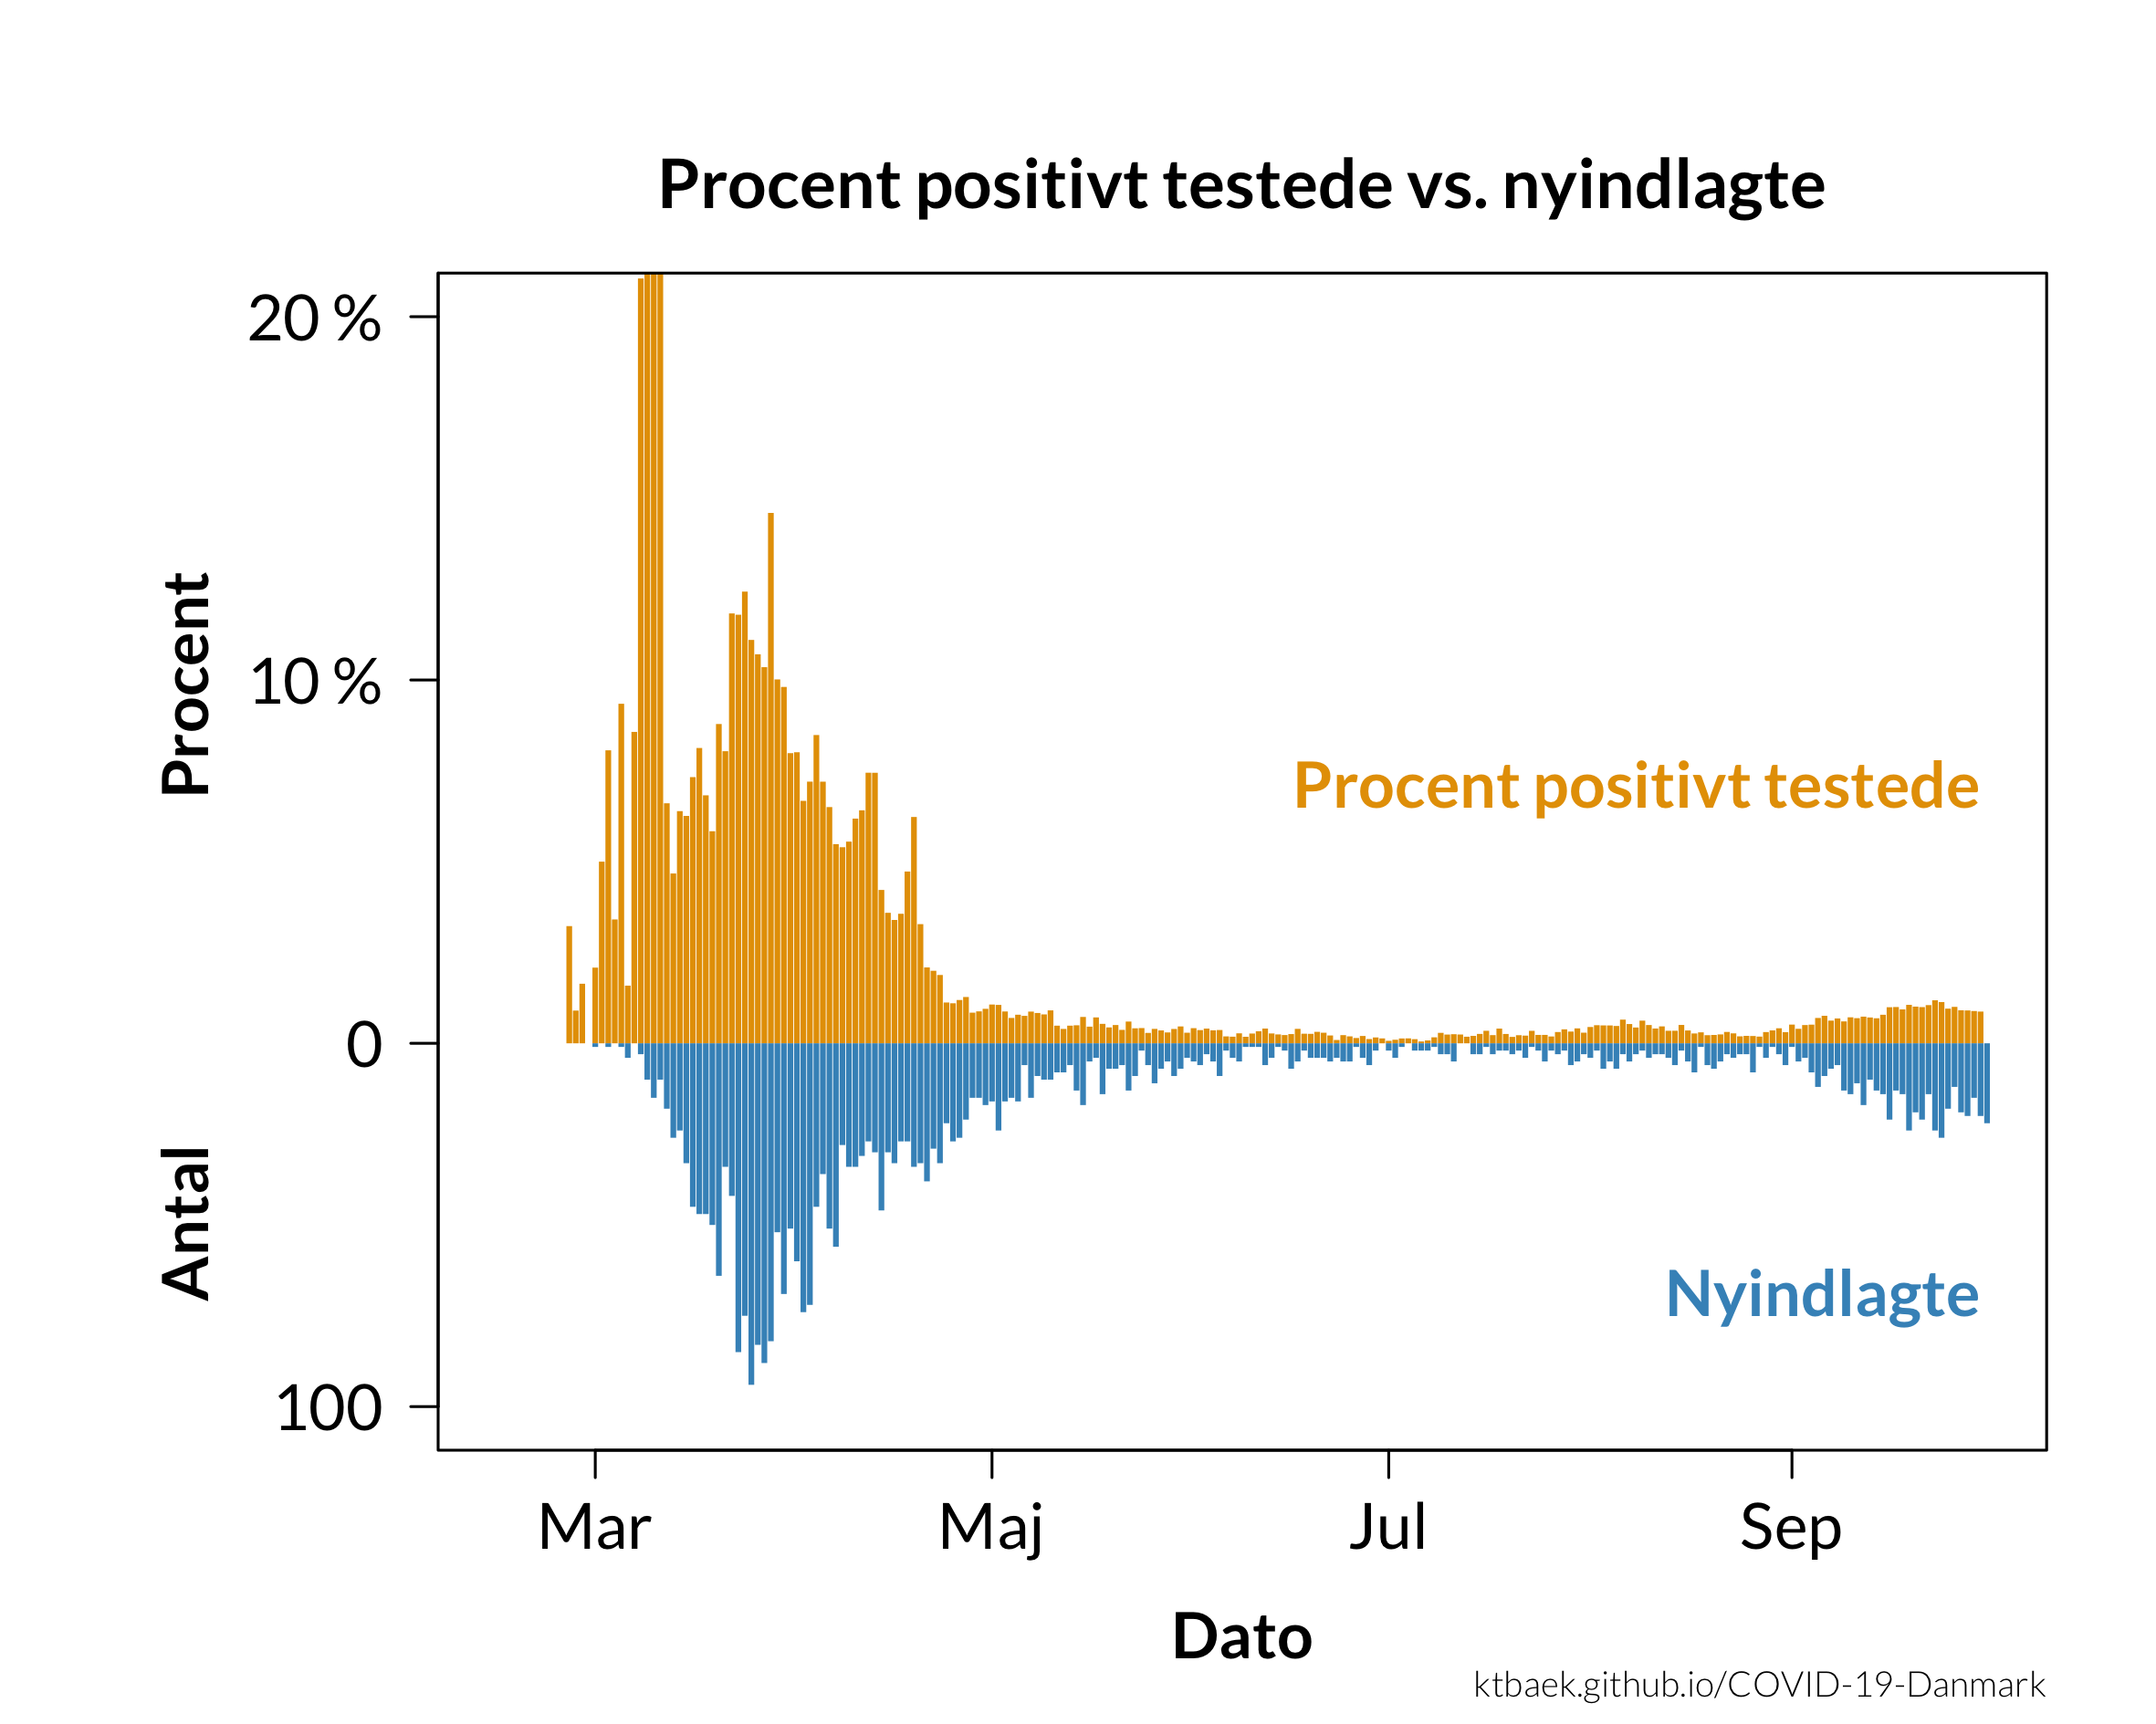 Procent positivt testede vs. nyindlagte
20 %
10 %
0
100
Procent
Antal
Procent positivt testede
Nyindlagte
Mar
Maj
Jul
Sep
Dato
ktbaek.github.io/COVID-19-Danmark